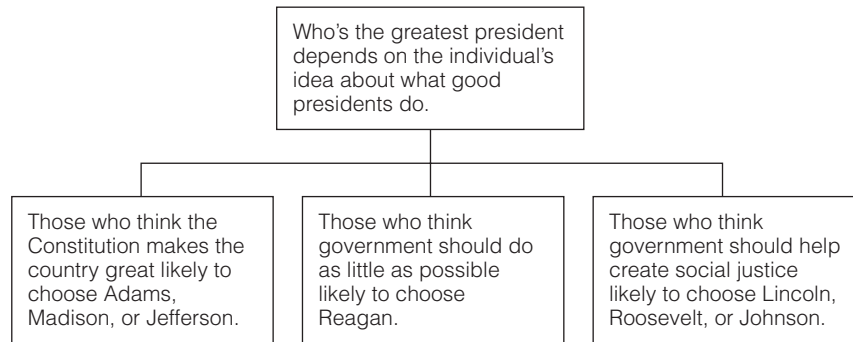 Who's the greatest president
depends on the individual's
idea about what good
presidents do.
Those who think the
Constitution makes the
country great likely to
choose Adams,
Madison, or Jefferson.
Those who think
government should do
as little as possible
likely to choose
Reagan.
Those who think
government should help
create social justice
likely to choose Lincoln,
Roosevelt, or Johnson.